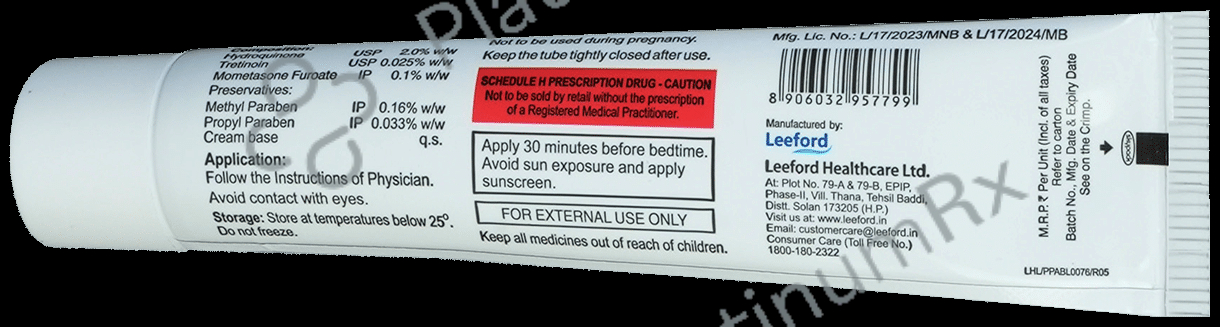 Composition:
Hydroquinone USP 2.0% w/w
Tretinoin USP 0.025% w/w
Mometasone Furoate IP 0.1% w/w
Preservatives:
Methyl Paraben IP 0.16% w/w
Propyl Paraben IP 0.033% w/w
Cream base q.s.
Application:
Follow the Instructions of Physician.
Avoid contact with eyes.
Storage: Store at temperatures below 25°.
Do not freeze.
Not to be used during pregnancy.
Keep the tube tightly closed after use.
SCHEDULE H PRESCRIPTION DRUG - CAUTION
Not to be sold by retail without the prescription
of a Registered Medical Practitioner.
Apply 30 minutes before bedtime.
Avoid sun exposure and apply
sunscreen.
FOR EXTERNAL USE ONLY
Keep all medicines out of reach of children.
Mfg. Lic. No.: L/17/2023/MNB & L/17/2024/MB
8 906032 957799
Manufactured by:
Leeford
Leeford Healthcare Ltd.
At: Plot No. 79-A & 79-B, EPIP,
Phase-II, Vill. Thana, Tehsil Baddi,
Distt. Solan 173205 (H.P.)
Visit us at: www.leeford.in
Email: customercare@leeford.in
Consumer Care (Toll Free No.)
1800-180-2322
M.R.P. ₹ Per Unit (Incl. of all taxes)
Refer to carton
Batch No., Mfg. Date & Expiry Date
See on the Crimp.
LHL/PPABL0076/R05
PlatinumRx